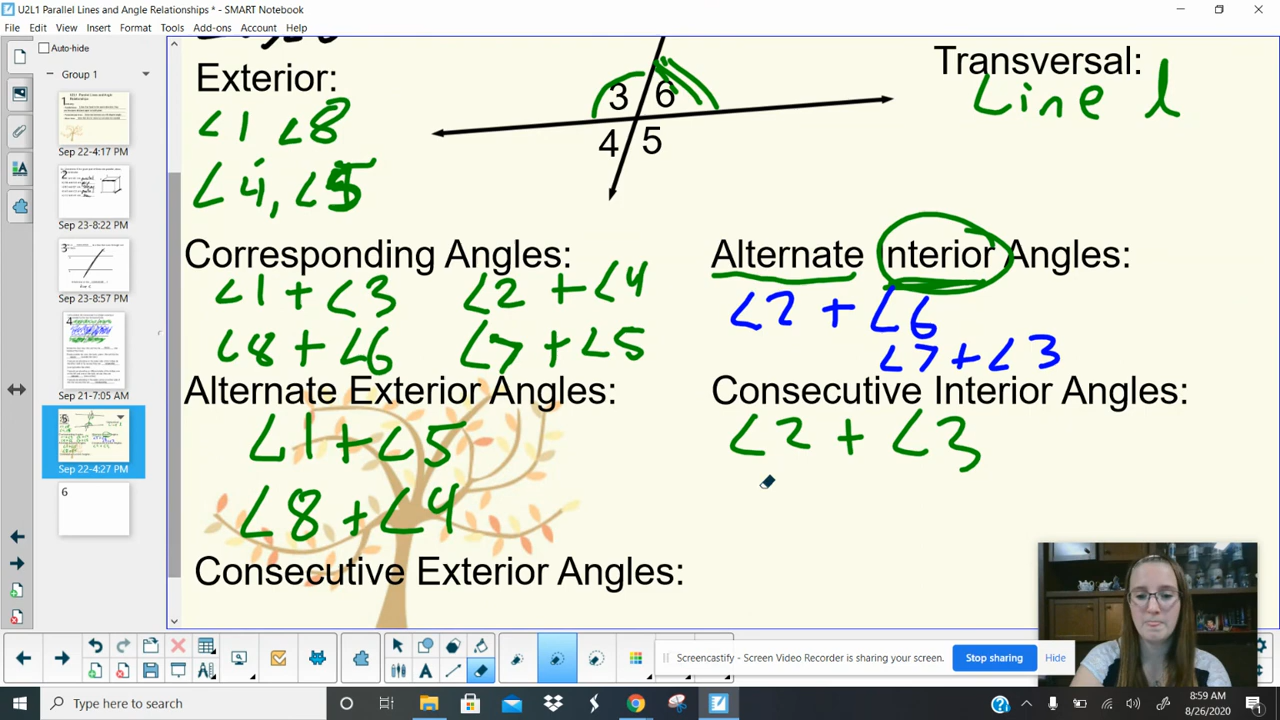 U2L1 Parallel Lines and Angle Relationships * - SMART Notebook
File Edit View Insert Format Tools Add-ons Account Help
Auto-hide
Group 1
1
Sep 22-4:17 PM
2
Sep 23-8:22 PM
3
Sep 23-8:57 PM
4
Sep 21-7:05 AM
Sep 22-4:27 PM
6
Exterior:
∠1 ∠8
∠4, ∠5
3 6
4 5
Transversal:
Line l
Corresponding Angles:
∠1 + ∠3 ∠2 + ∠4
∠8 + ∠6 ∠7 + ∠5
Alternate Interior Angles:
∠2 + ∠6
∠7 + ∠3
Alternate Exterior Angles:
∠1 + ∠5
∠8 + ∠4
Consecutive Interior Angles:
∠2 + ∠3
Consecutive Exterior Angles:
Screencastify - Screen Video Recorder is sharing your screen. Stop sharing Hide
Type here to search
8:59 AM
8/26/2020